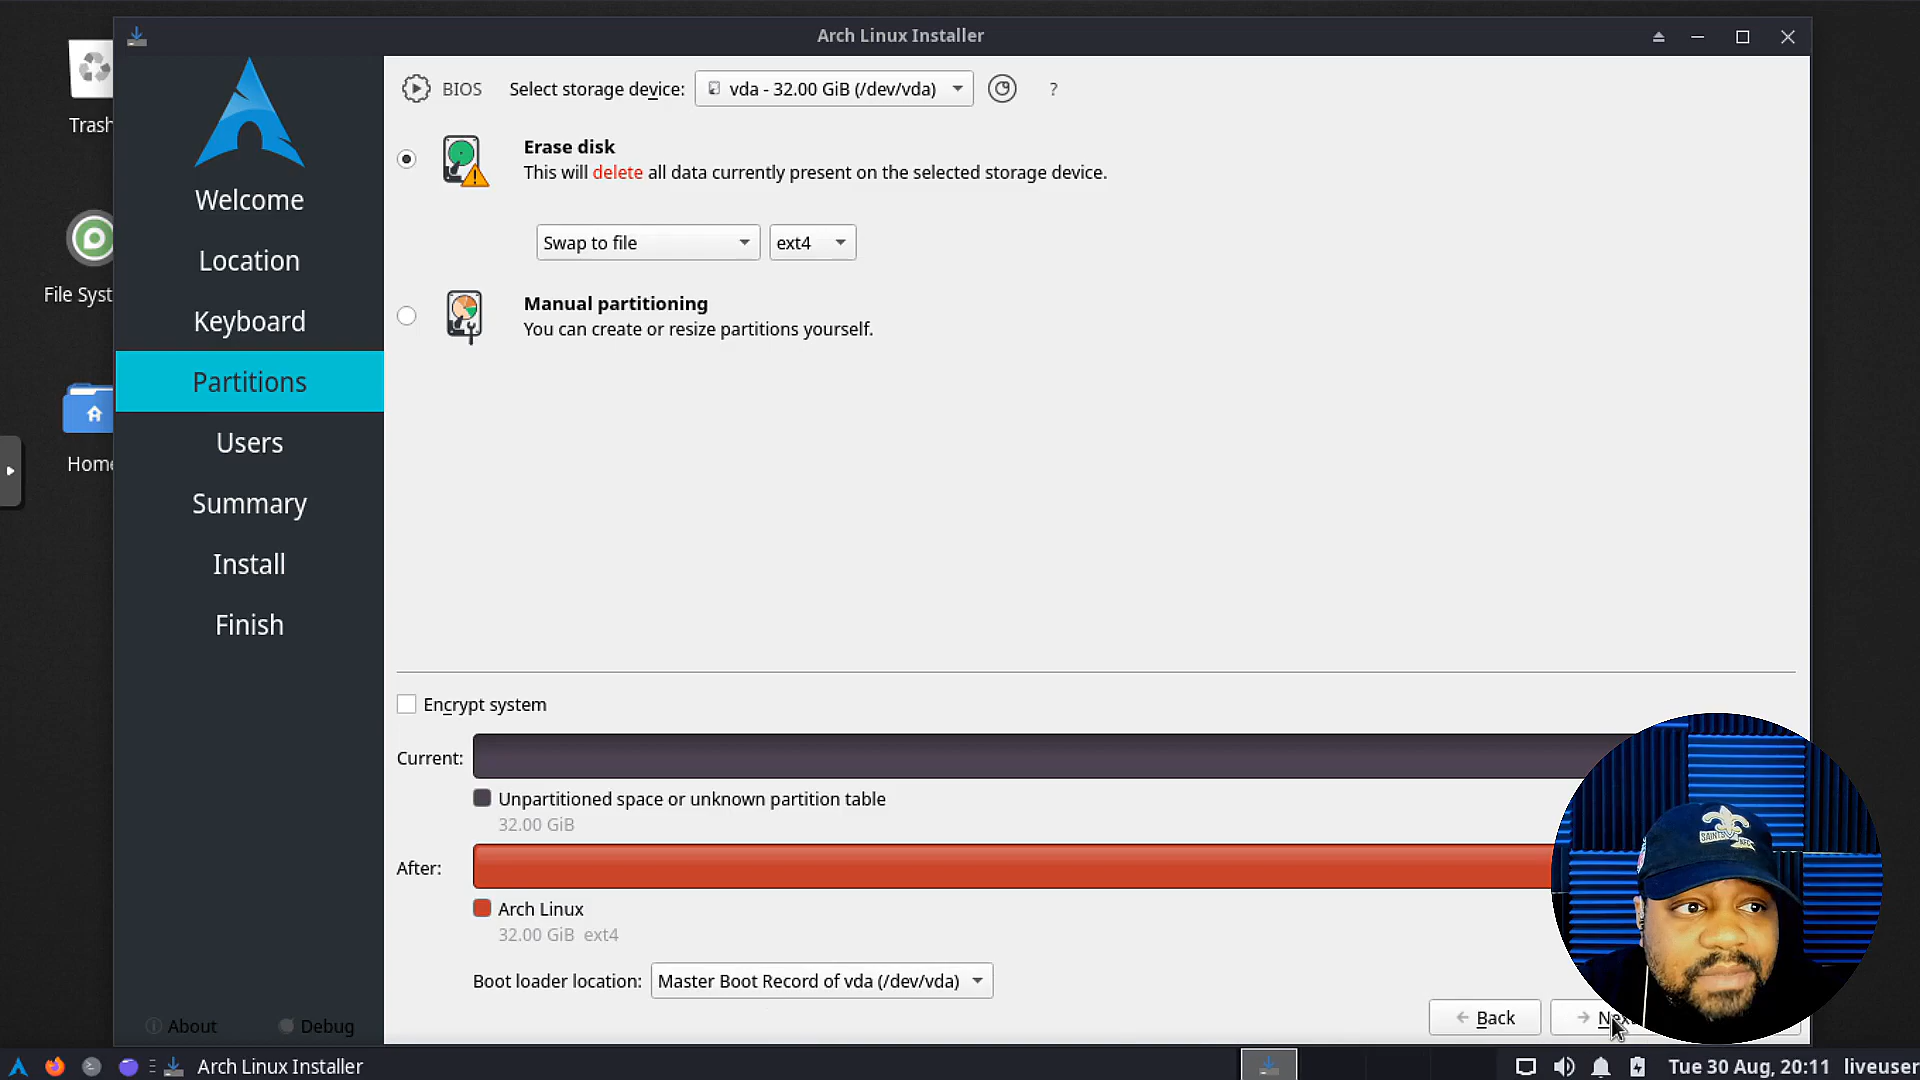 Arch Linux Installer
Trash
File Syst
Home
Welcome
Location
Keyboard
Partitions
Users
Summary
Install
Finish
About
Debug
BIOS
Select storage device:
vda - 32.00 GiB (/dev/vda)
?
Erase disk
This will delete all data currently present on the selected storage device.
Swap to file
ext4
Manual partitioning
You can create or resize partitions yourself.
Encrypt system
Current:
Unpartitioned space or unknown partition table
32.00 GiB
After:
Arch Linux
32.00 GiB ext4
Boot loader location:
Master Boot Record of vda (/dev/vda)
Back
SAINTS
Arch Linux Installer
Tue 30 Aug, 20:11
liveuser